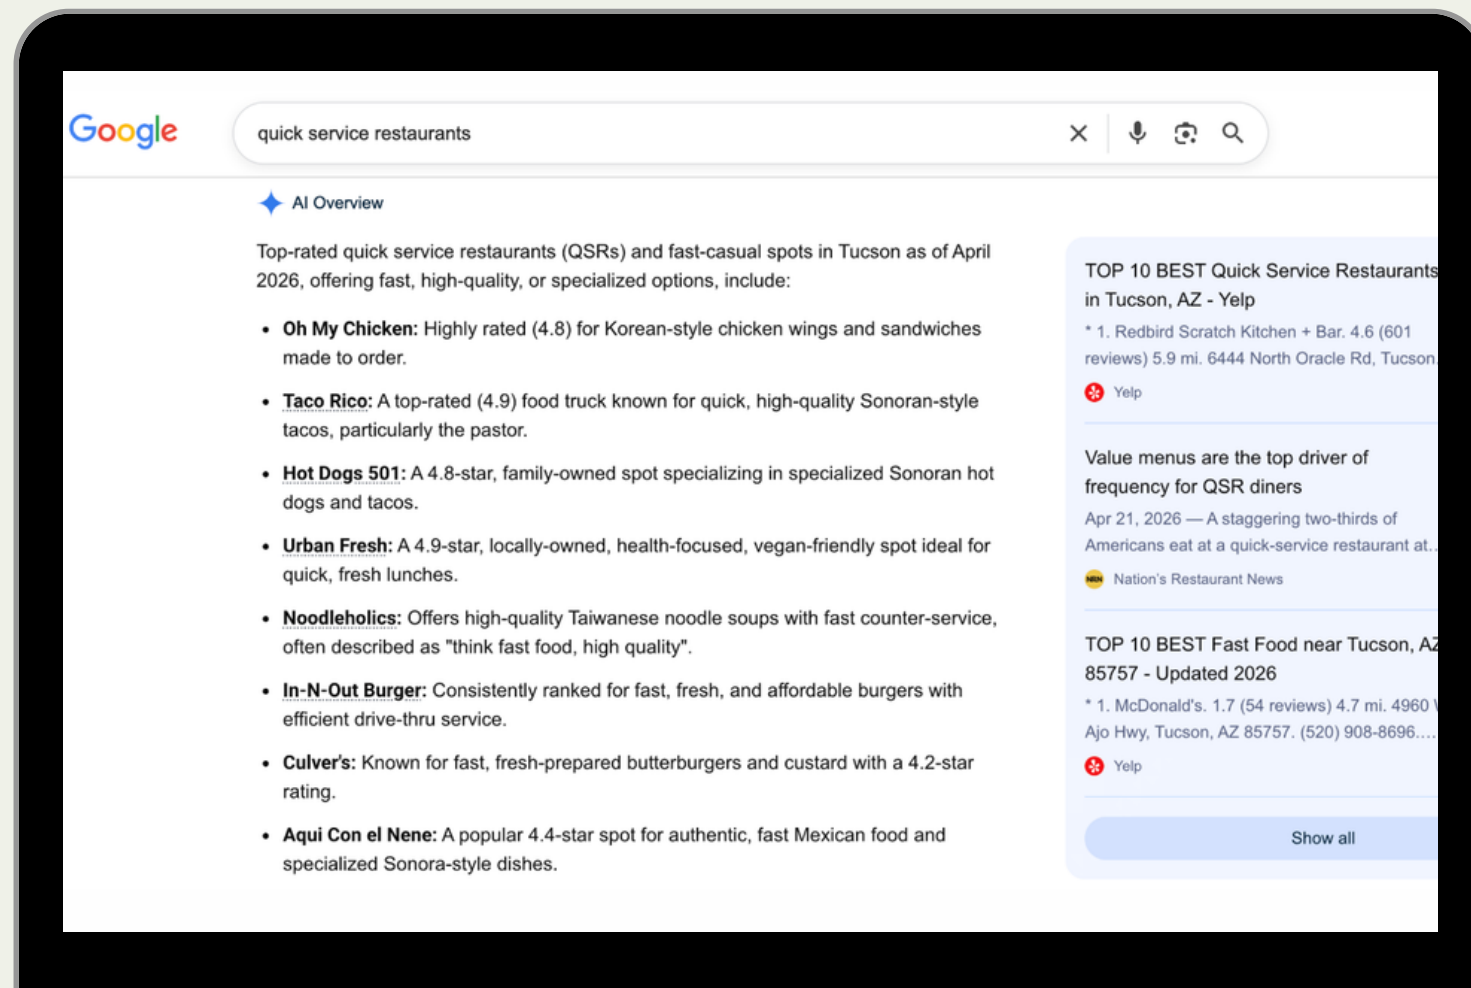 Google
quick service restaurants
AI Overview
Top-rated quick service restaurants (QSRs) and fast-casual spots in Tucson as of April
2026, offering fast, high-quality, or specialized options, include:
• Oh My Chicken: Highly rated (4.8) for Korean-style chicken wings and sandwiches
made to order.
• Taco Rico: A top-rated (4.9) food truck known for quick, high-quality Sonoran-style
tacos, particularly the pastor.
• Hot Dogs 501: A 4.8-star, family-owned spot specializing in specialized Sonoran hot
dogs and tacos.
• Urban Fresh: A 4.9-star, locally-owned, health-focused, vegan-friendly spot ideal for
quick, fresh lunches.
• Noodleholics: Offers high-quality Taiwanese noodle soups with fast counter-service,
often described as "think fast food, high quality".
• In-N-Out Burger: Consistently ranked for fast, fresh, and affordable burgers with
efficient drive-thru service.
• Culver's: Known for fast, fresh-prepared butterburgers and custard with a 4.2-star
rating.
• Aqui Con el Nene: A popular 4.4-star spot for authentic, fast Mexican food and
specialized Sonora-style dishes.
TOP 10 BEST Quick Service Restaurants
in Tucson, AZ - Yelp
* 1. Redbird Scratch Kitchen + Bar. 4.6 (601
reviews) 5.9 mi. 6444 North Oracle Rd, Tucson.
Yelp
Value menus are the top driver of
frequency for QSR diners
Apr 21, 2026 — A staggering two-thirds of
Americans eat at a quick-service restaurant at..
NRN Nation's Restaurant News
TOP 10 BEST Fast Food near Tucson, AZ
85757 - Updated 2026
* 1. McDonald's. 1.7 (54 reviews) 4.7 mi. 4960
Ajo Hwy, Tucson, AZ 85757. (520) 908-8696....
Yelp
Show all